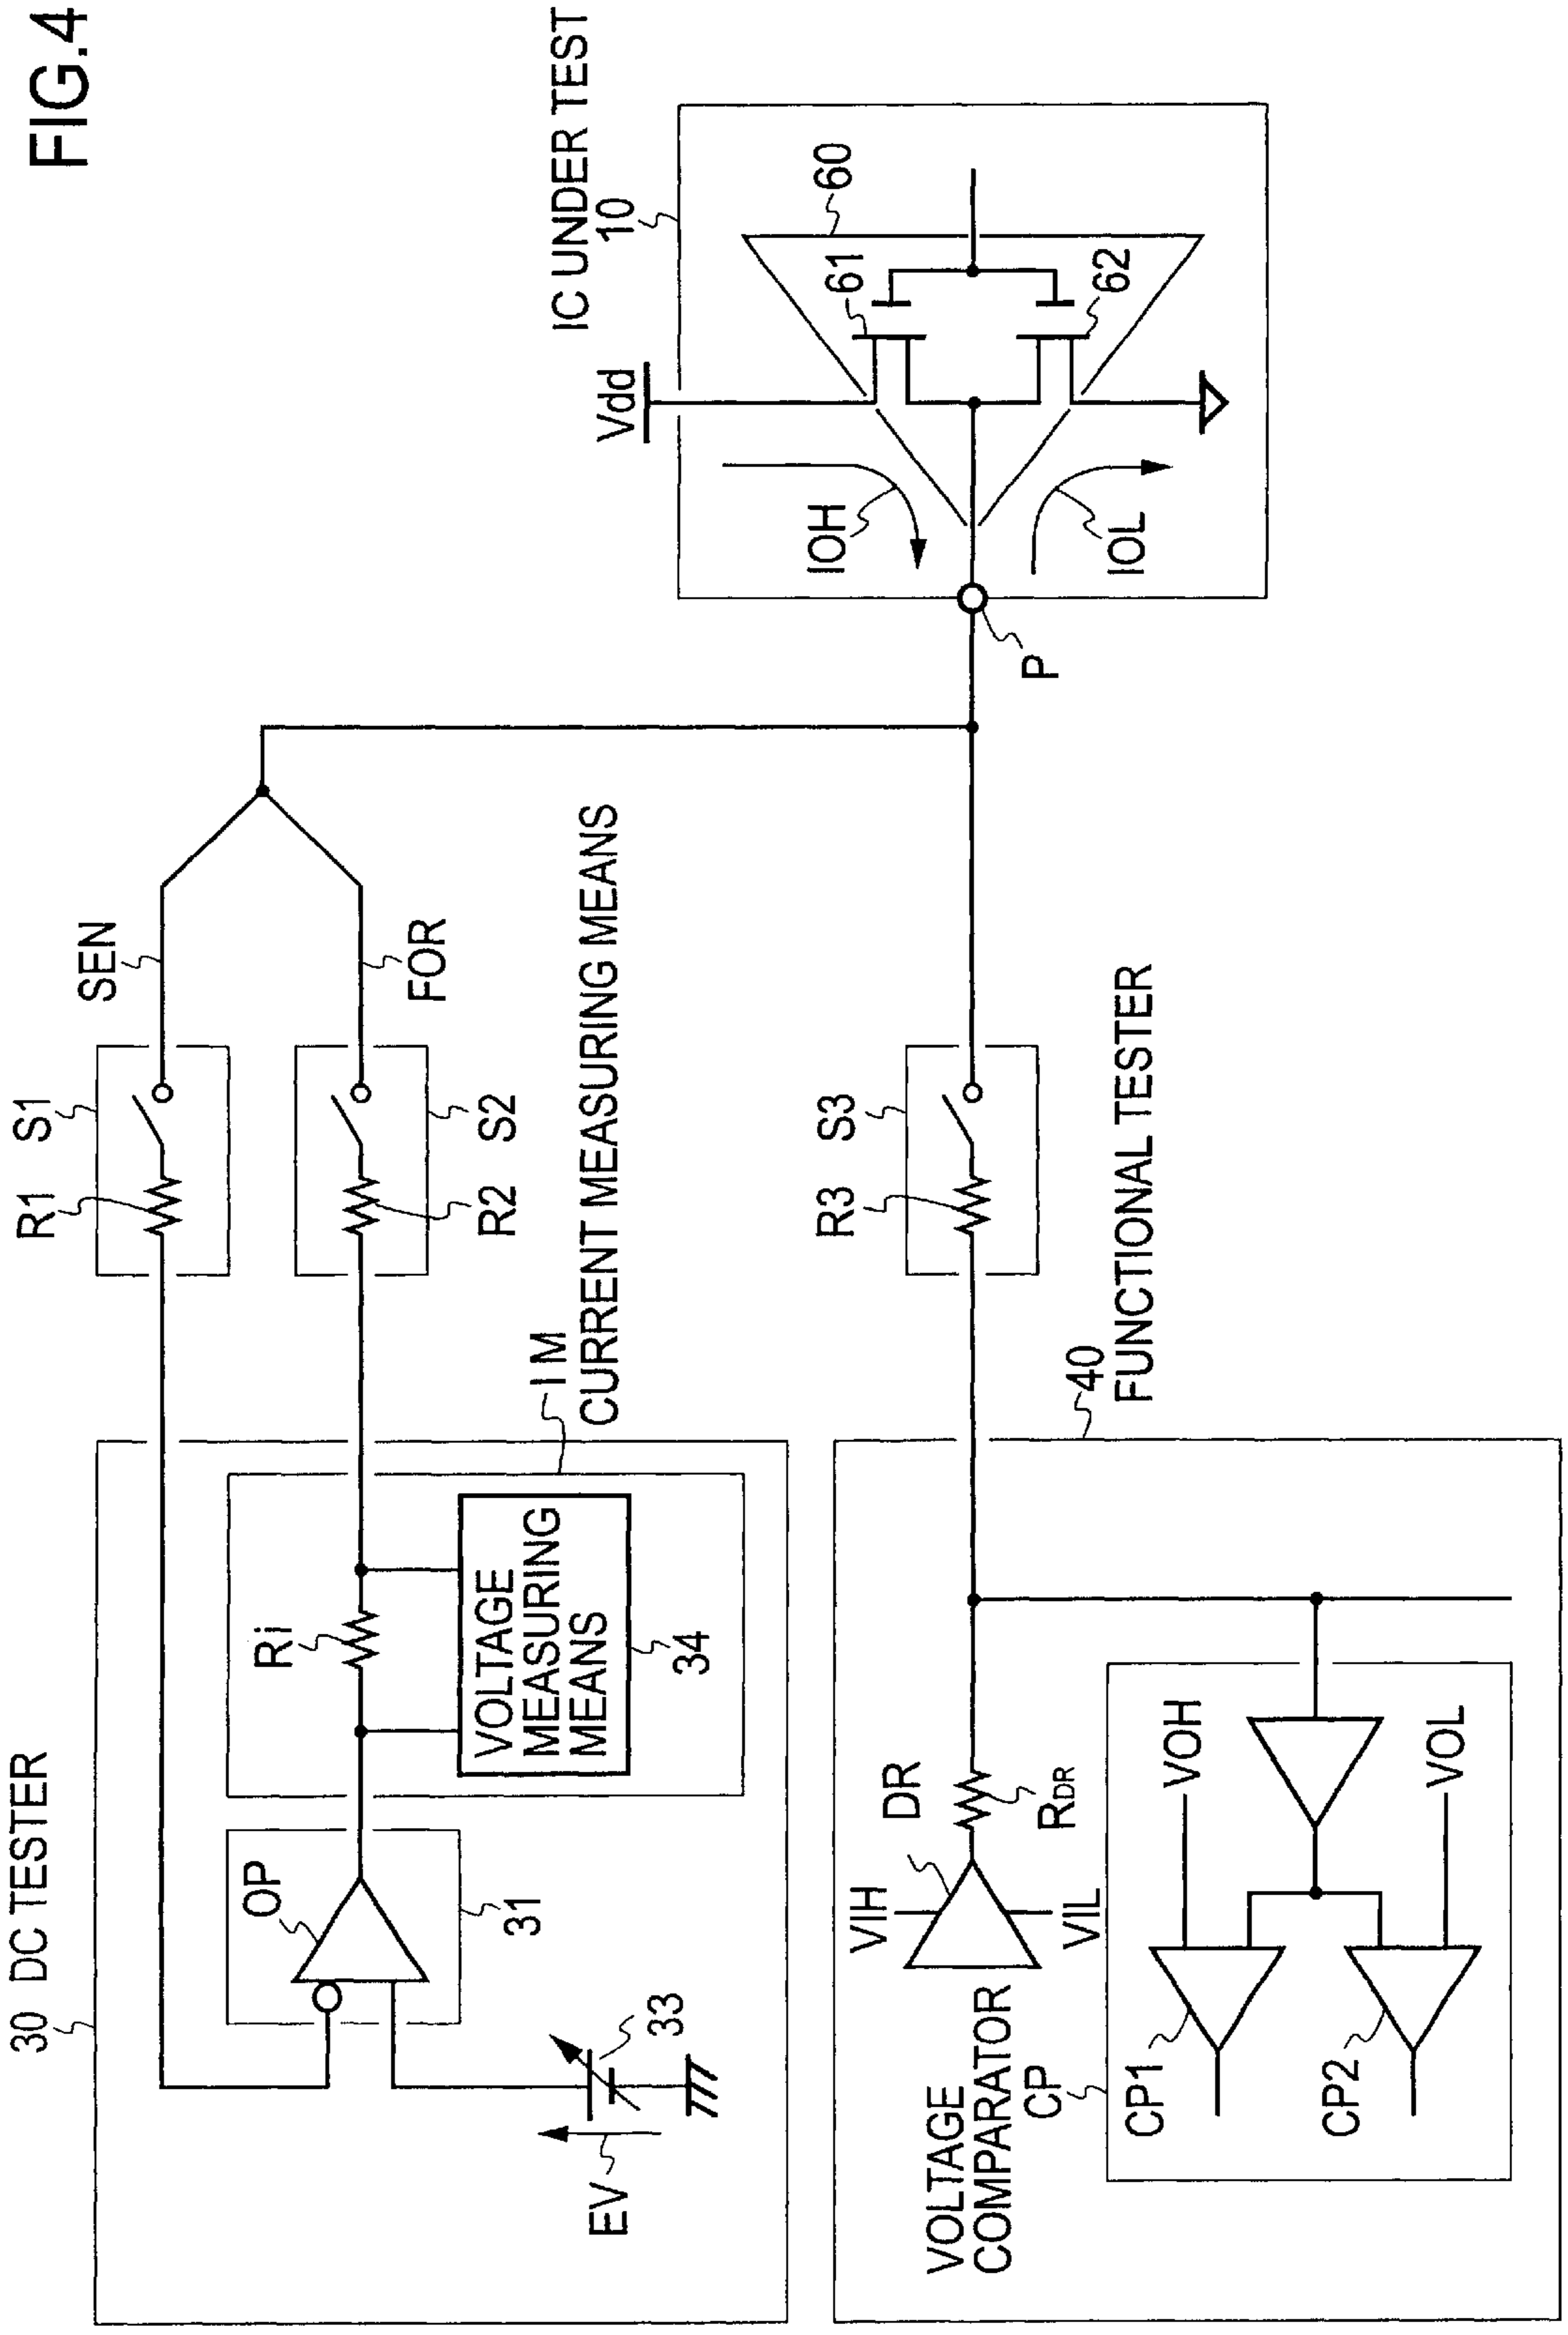 FIG.4
30 DC TESTER
OP
31
EV
33
Ri
VOLTAGE
MEASURING
MEANS
34
IM
CURRENT MEASURING MEANS
R1
S1
SEN
R2
S2
FOR
IC UNDER TEST
10
Vdd
60
61
62
IOH
IOL
P
R3
S3
40
FUNCTIONAL TESTER
VIH
DR
VIL
RDR
VOLTAGE
COMPARATOR
CP
VOH
VOL
CP1
CP2